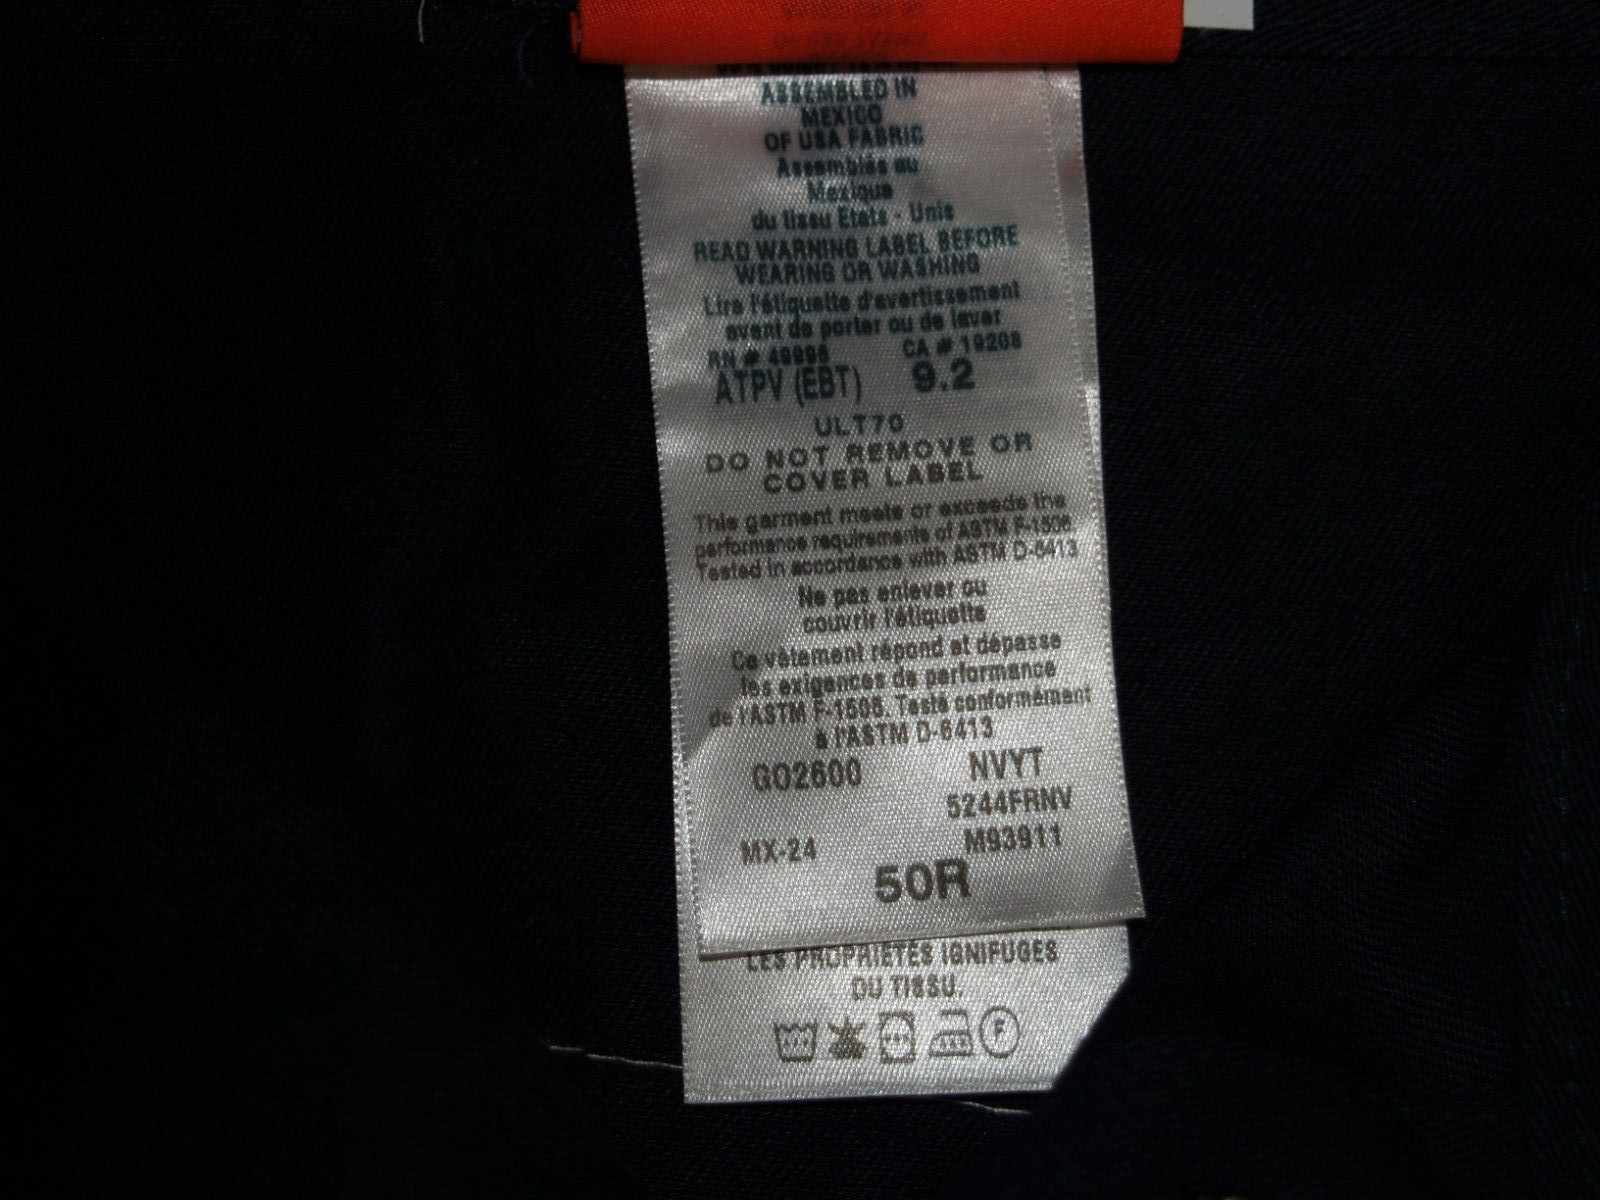 ASSEMBLED IN
MEXICO
OF USA FABRIC
Assemblés au
Mexique
du tissu Etats - Unis
READ WARNING LABEL BEFORE
WEARING OR WASHING
Lire l'étiquette d'avertissement
avant de porter ou de laver
RN # CA # 19208
ATPV (EBT) 9.2
ULT70
DO NOT REMOVE OR
COVER LABEL
This garment meets or exceeds the
performance requirements of ASTM F-1506
Tested in accordance with ASTM D-6413
Ne pas enlever ou
couvrir l'étiquette
Ce vêtement répond et dépasse
les exigences de performance
de l'ASTM F-1506. Testé conformément
à l'ASTM D-6413
GO2600 NVYT
5244FRNV
MX-24 M93911
50R
LES PROPRIÉTÉS IGNIFUGES
DU TISSU.
F